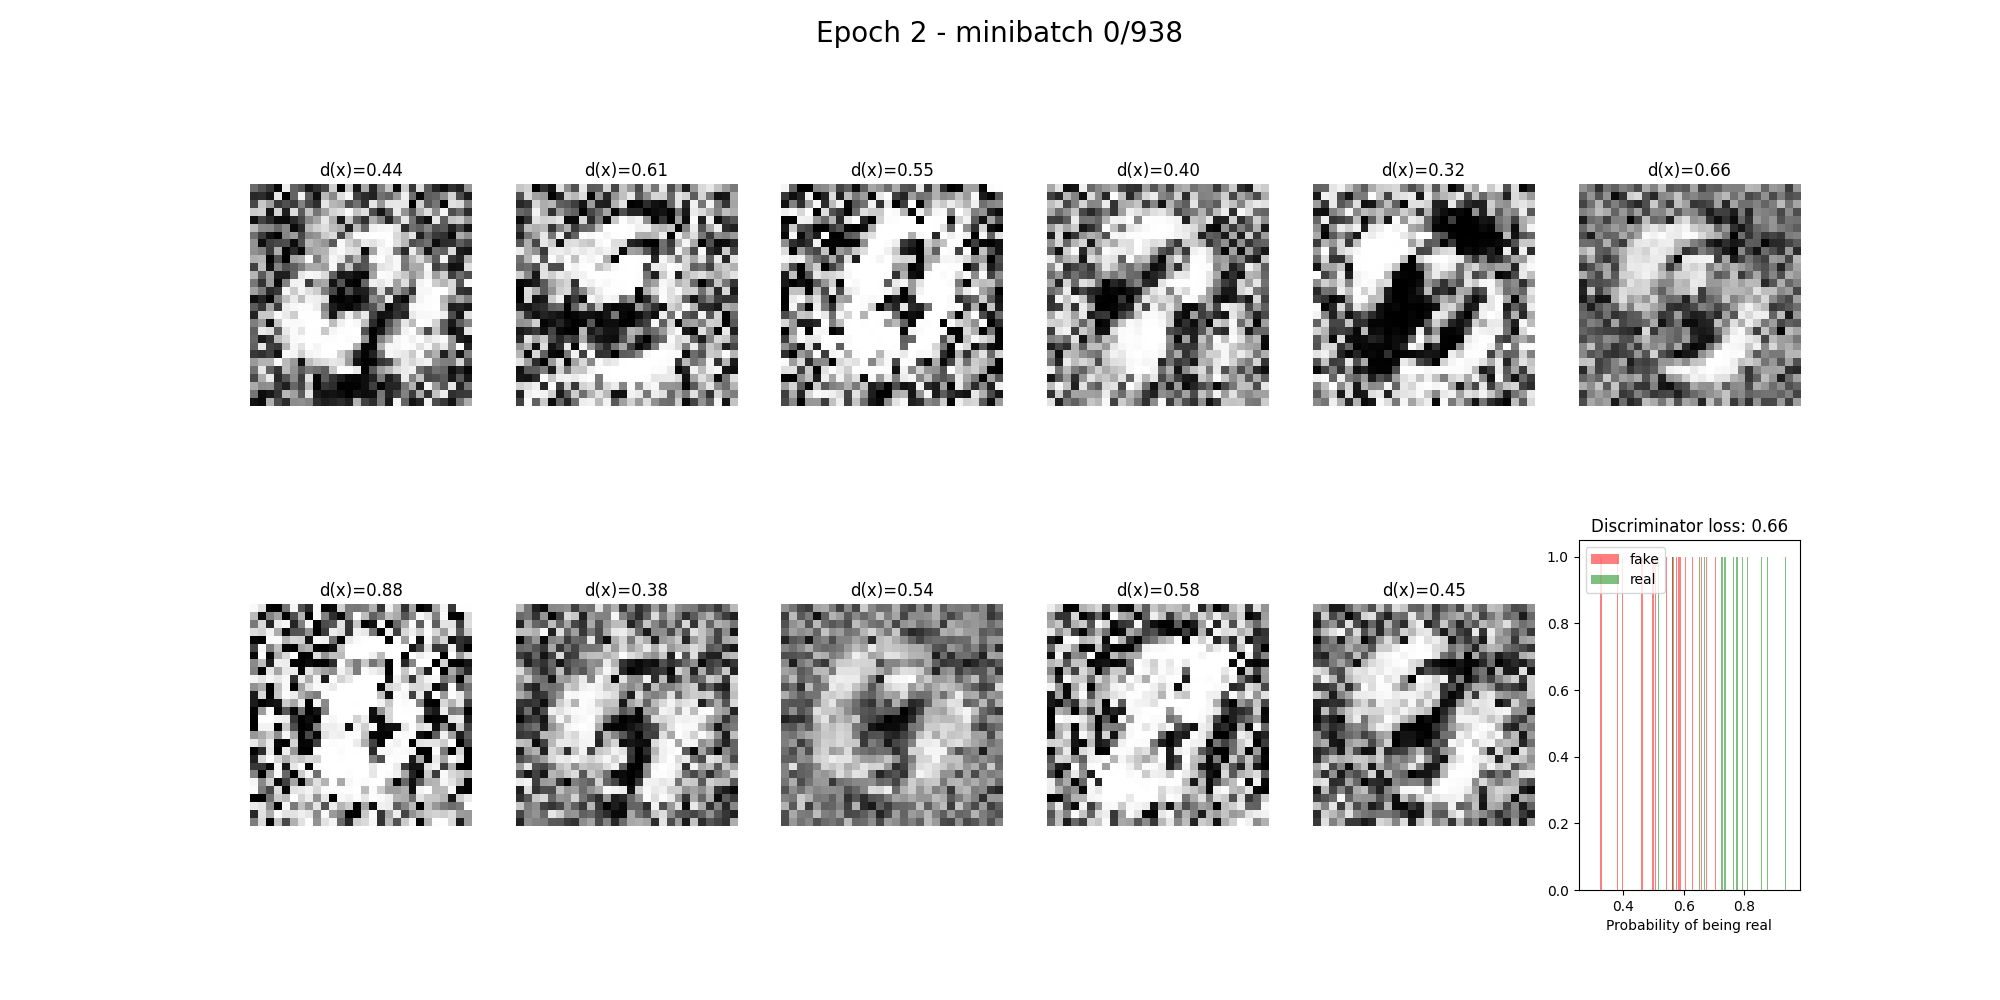 Epoch 2 - minibatch 0/938
d(x)=0.44
d(x)=0.61
d(x)=0.55
d(x)=0.40
d(x)=0.32
d(x)=0.66
d(x)=0.88
d(x)=0.38
d(x)=0.54
d(x)=0.58
d(x)=0.45
Discriminator loss: 0.66
fake
real
1.0
0.8
0.6
0.4
0.2
0.0
0.4 0.6 0.8
Probability of being real